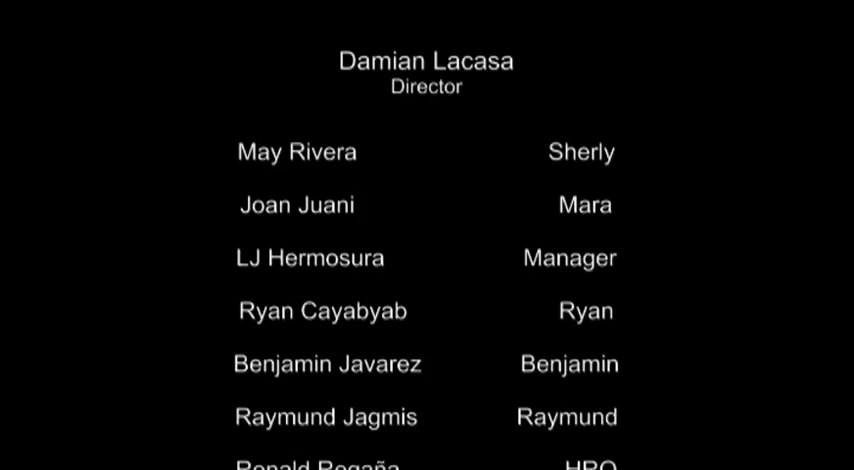 Damian Lacasa
Director
May Rivera Sherly
Joan Juani Mara
LJ Hermosura Manager
Ryan Cayabyab Ryan
Benjamin Javarez Benjamin
Raymund Jagmis Raymund
Ronald